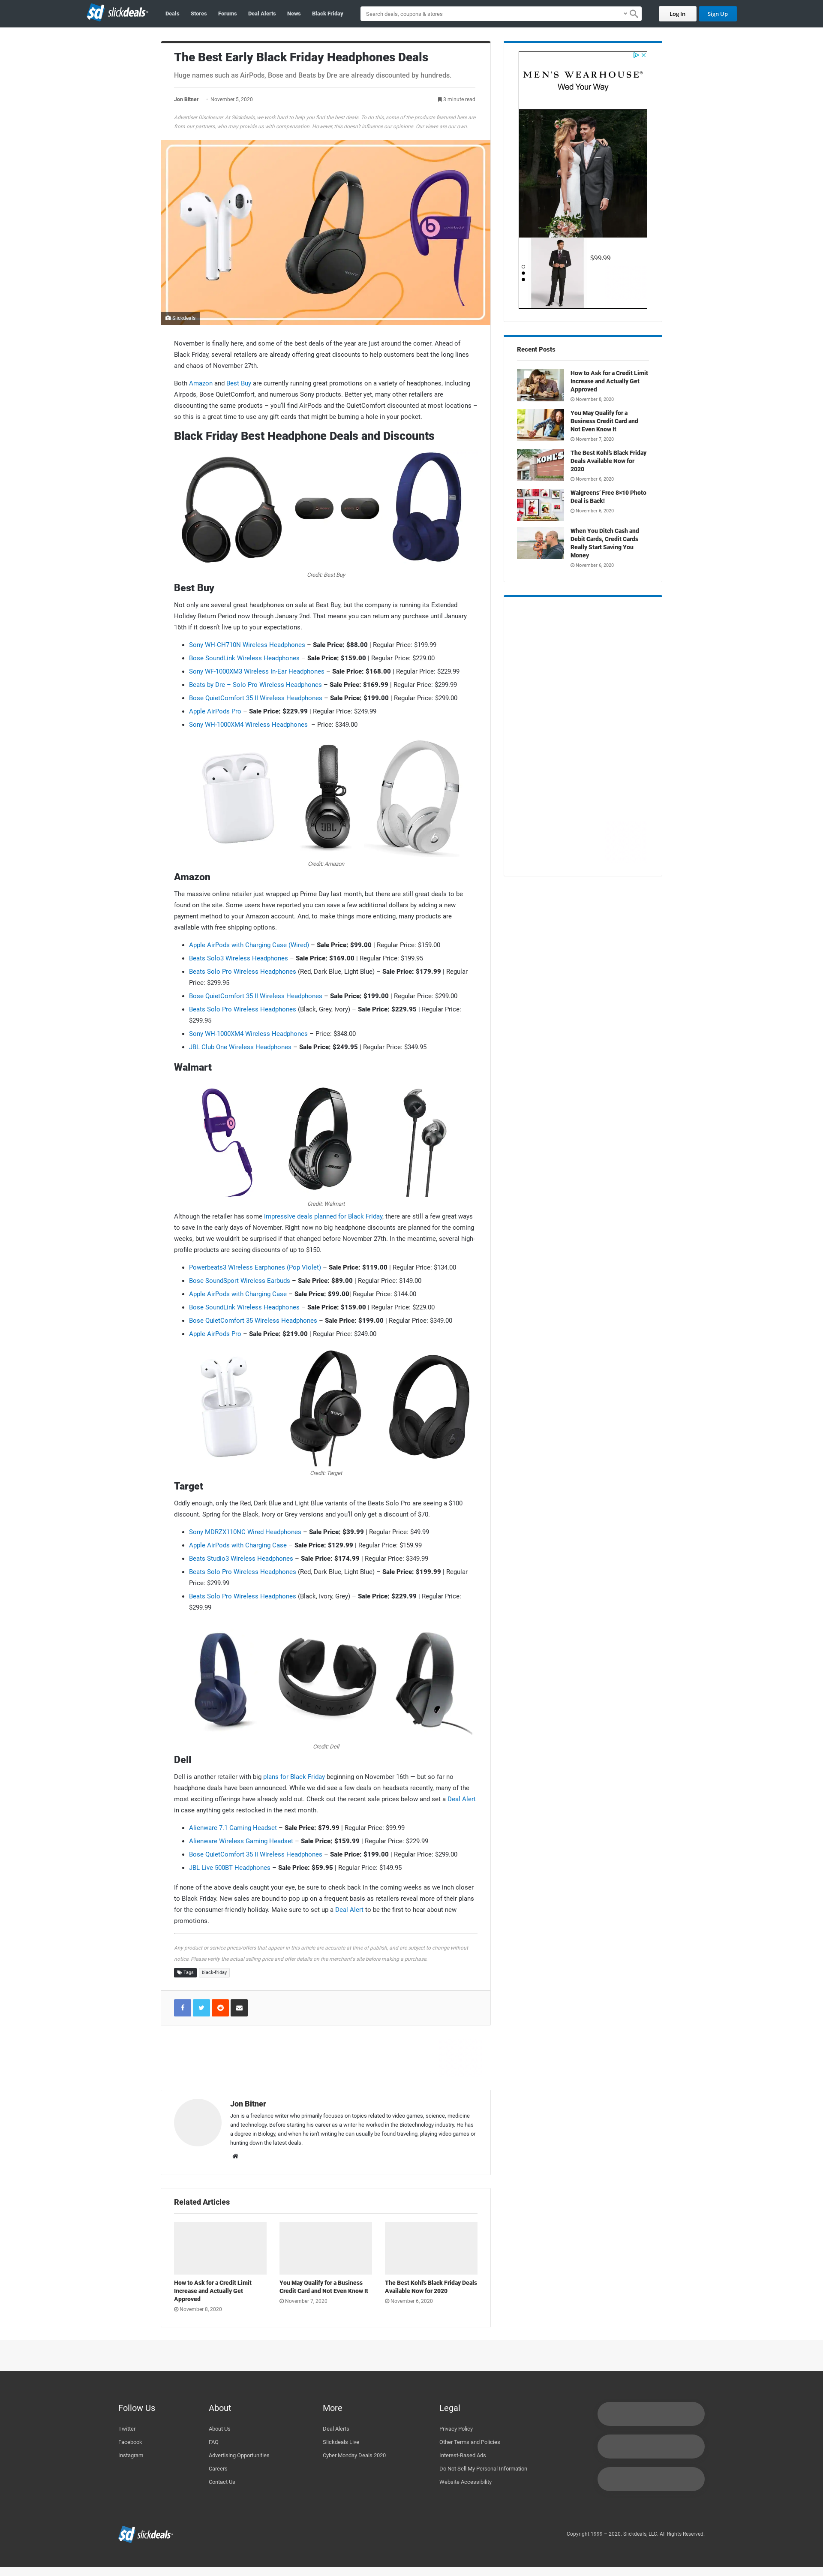 slickdeals
Deals Stores Forums Deal Alerts News Black Friday
Search deals, coupons & stores
Log In
Sign Up
The Best Early Black Friday Headphones Deals
Huge names such as AirPods, Bose and Beats by Dre are already discounted by hundreds.
Jon Bitner - November 5, 2020
3 minute read
Advertiser Disclosure: At Slickdeals, we work hard to help you find the best deals. To do this, some of the products featured here are
from our partners, who may provide us with compensation. However, this doesn't influence our opinions. Our views are our own.
Slickdeals
November is finally here, and some of the best deals of the year are just around the corner. Ahead of
Black Friday, several retailers are already offering great discounts to help customers beat the long lines
and chaos of November 27th.
Both Amazon and Best Buy are currently running great promotions on a variety of headphones, including
Airpods, Bose QuietComfort, and numerous Sony products. Better yet, many other retailers are
discounting the same products – you'll find AirPods and the QuietComfort discounted at most locations –
so this is a great time to use any gift cards that might be burning a hole in your pocket.
Black Friday Best Headphone Deals and Discounts
Credit: Best Buy
Best Buy
Not only are several great headphones on sale at Best Buy, but the company is running its Extended
Holiday Return Period now through January 2nd. That means you can return any purchase until January
16th if it doesn't live up to your expectations.
• Sony WH-CH710N Wireless Headphones – Sale Price: $88.00 | Regular Price: $199.99
• Bose SoundLink Wireless Headphones – Sale Price: $159.00 | Regular Price: $229.00
• Sony WF-1000XM3 Wireless In-Ear Headphones – Sale Price: $168.00 | Regular Price: $229.99
• Beats by Dre – Solo Pro Wireless Headphones – Sale Price: $169.99 | Regular Price: $299.99
• Bose QuietComfort 35 II Wireless Headphones – Sale Price: $199.00 | Regular Price: $299.00
• Apple AirPods Pro – Sale Price: $229.99 | Regular Price: $249.99
• Sony WH-1000XM4 Wireless Headphones – Price: $349.00
JBL
Credit: Amazon
Amazon
The massive online retailer just wrapped up Prime Day last month, but there are still great deals to be
found on the site. Some users have reported you can save a few additional dollars by adding a new
payment method to your Amazon account. And, to make things more enticing, many products are
available with free shipping options.
• Apple AirPods with Charging Case (Wired) – Sale Price: $99.00 | Regular Price: $159.00
• Beats Solo3 Wireless Headphones – Sale Price: $169.00 | Regular Price: $199.95
• Beats Solo Pro Wireless Headphones (Red, Dark Blue, Light Blue) – Sale Price: $179.99 | Regular
Price: $299.95
• Bose QuietComfort 35 II Wireless Headphones – Sale Price: $199.00 | Regular Price: $299.00
• Beats Solo Pro Wireless Headphones (Black, Grey, Ivory) – Sale Price: $229.95 | Regular Price:
$299.95
• Sony WH-1000XM4 Wireless Headphones – Price: $348.00
• JBL Club One Wireless Headphones – Sale Price: $249.95 | Regular Price: $349.95
Walmart
Credit: Walmart
Although the retailer has some impressive deals planned for Black Friday, there are still a few great ways
to save in the early days of November. Right now no big headphone discounts are planned for the coming
weeks, but we wouldn't be surprised if that changed before November 27th. In the meantime, several high-
profile products are seeing discounts of up to $150.
• Powerbeats3 Wireless Earphones (Pop Violet) – Sale Price: $119.00 | Regular Price: $134.00
• Bose SoundSport Wireless Earbuds – Sale Price: $89.00 | Regular Price: $149.00
• Apple AirPods with Charging Case – Sale Price: $99.00| Regular Price: $144.00
• Bose SoundLink Wireless Headphones – Sale Price: $159.00 | Regular Price: $229.00
• Bose QuietComfort 35 Wireless Headphones – Sale Price: $199.00 | Regular Price: $349.00
• Apple AirPods Pro – Sale Price: $219.00 | Regular Price: $249.00
Credit: Target
Target
Oddly enough, only the Red, Dark Blue and Light Blue variants of the Beats Solo Pro are seeing a $100
discount. Spring for the Black, Ivory or Grey versions and you'll only get a discount of $70.
• Sony MDRZX110NC Wired Headphones – Sale Price: $39.99 | Regular Price: $49.99
• Apple AirPods with Charging Case – Sale Price: $129.99 | Regular Price: $159.99
• Beats Studio3 Wireless Headphones – Sale Price: $174.99 | Regular Price: $349.99
• Beats Solo Pro Wireless Headphones (Red, Dark Blue, Light Blue) – Sale Price: $199.99 | Regular
Price: $299.99
• Beats Solo Pro Wireless Headphones (Black, Ivory, Grey) – Sale Price: $229.99 | Regular Price:
$299.99
Credit: Dell
Dell
Dell is another retailer with big plans for Black Friday beginning on November 16th — but so far no
headphone deals have been announced. While we did see a few deals on headsets recently, many of the
most exciting offerings have already sold out. Check out the recent sale prices below and set a Deal Alert
in case anything gets restocked in the next month.
• Alienware 7.1 Gaming Headset – Sale Price: $79.99 | Regular Price: $99.99
• Alienware Wireless Gaming Headset – Sale Price: $159.99 | Regular Price: $229.99
• Bose QuietComfort 35 II Wireless Headphones – Sale Price: $199.00 | Regular Price: $299.00
• JBL Live 500BT Headphones – Sale Price: $59.95 | Regular Price: $149.95
If none of the above deals caught your eye, be sure to check back in the coming weeks as we inch closer
to Black Friday. New sales are bound to pop up on a frequent basis as retailers reveal more of their plans
for the consumer-friendly holiday. Make sure to set up a Deal Alert to be the first to hear about new
promotions.
Any product or service prices/offers that appear in this article are accurate at time of publish, and are subject to change without
notice. Please verify the actual selling price and offer details on the merchant's site before making a purchase.
Tags black-friday
Jon Bitner
Jon is a freelance writer who primarily focuses on topics related to video games, science, medicine
and technology. Before starting his career as a writer he worked in the Biotechnology industry. He has
a degree in Biology, and when he isn't writing he can usually be found traveling, playing video games or
hunting down the latest deals.
Related Articles
How to Ask for a Credit Limit
Increase and Actually Get
Approved
November 8, 2020
You May Qualify for a Business
Credit Card and Not Even Know It
November 7, 2020
The Best Kohl's Black Friday Deals
Available Now for 2020
November 6, 2020
MEN'S WEARHOUSE®
Wed Your Way
$99.99
Recent Posts
How to Ask for a Credit Limit
Increase and Actually Get
Approved
November 8, 2020
You May Qualify for a
Business Credit Card and
Not Even Know It
November 7, 2020
KOHL'S
The Best Kohl's Black Friday
Deals Available Now for
2020
November 6, 2020
Walgreens' Free 8×10 Photo
Deal is Back!
November 6, 2020
When You Ditch Cash and
Debit Cards, Credit Cards
Really Start Saving You
Money
November 6, 2020
Follow Us
Twitter
Facebook
Instagram
About
About Us
FAQ
Advertising Opportunities
Careers
Contact Us
More
Deal Alerts
Slickdeals Live
Cyber Monday Deals 2020
Legal
Privacy Policy
Other Terms and Policies
Interest-Based Ads
Do Not Sell My Personal Information
Website Accessibility
slickdeals
Copyright 1999 – 2020. Slickdeals, LLC. All Rights Reserved.